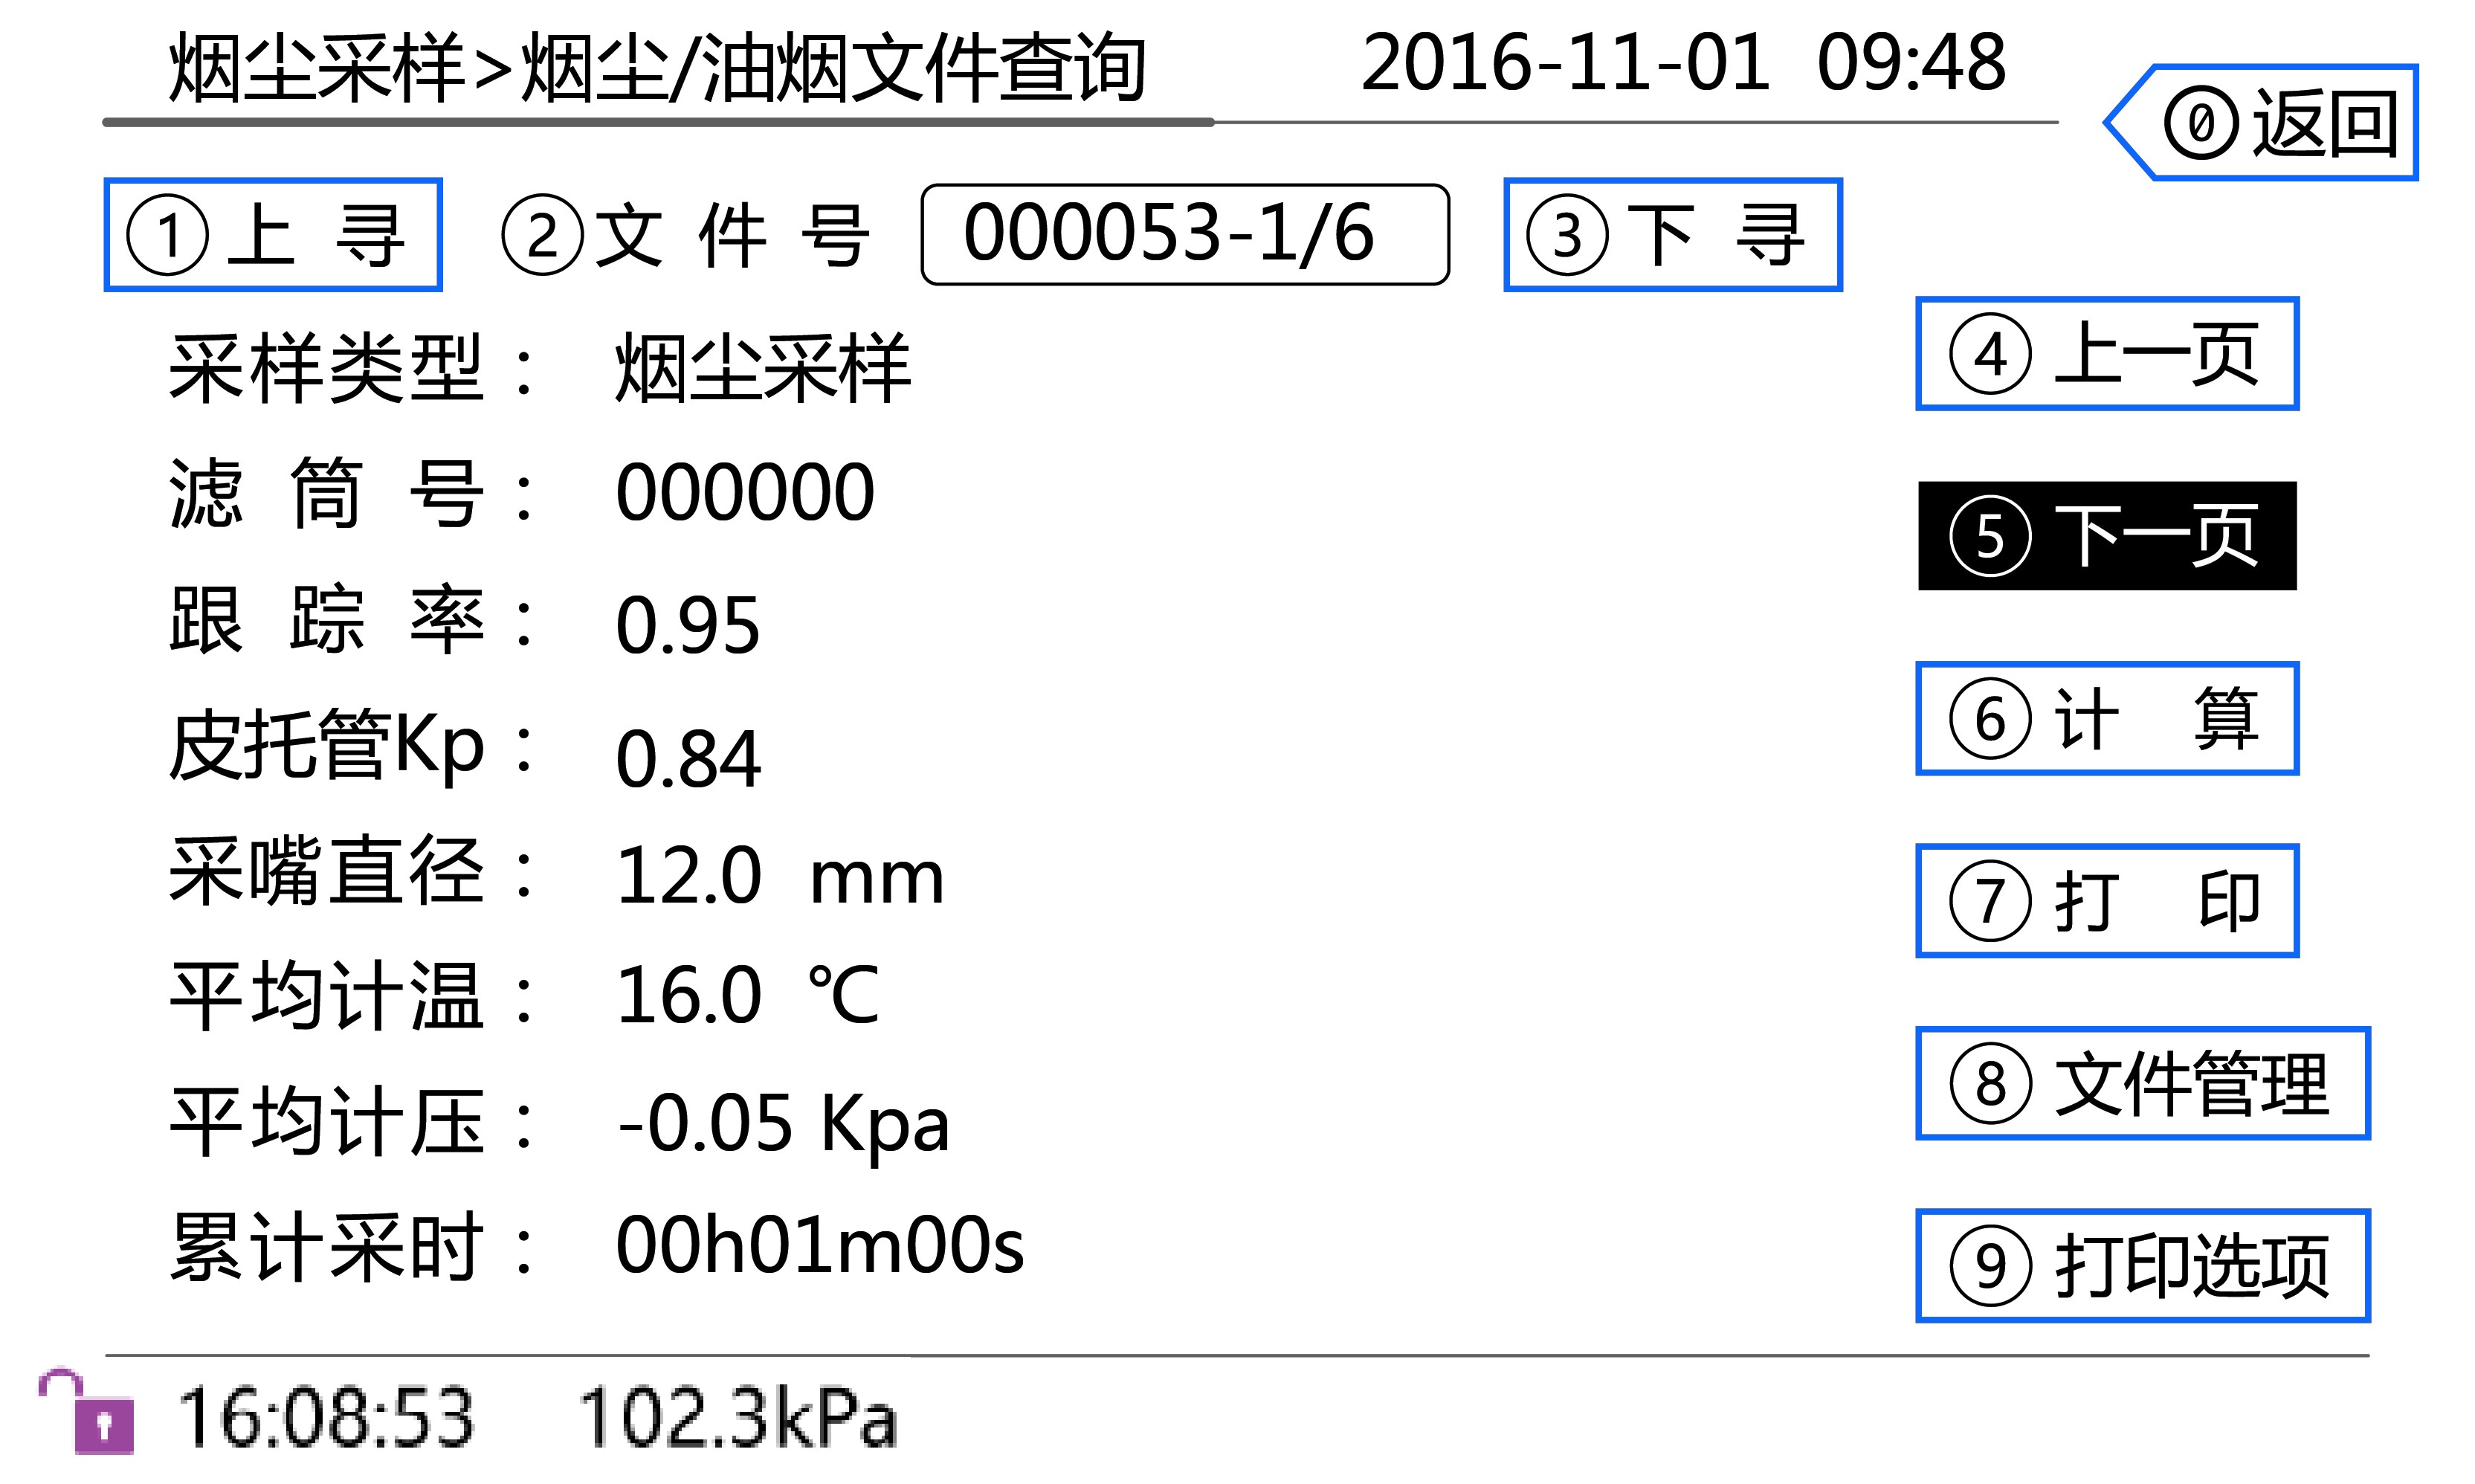 烟尘采样>烟尘/油烟文件查询 2016-11-01 09:48
⓪返回
①上 寻 ②文 件 号 000053-1/6 ③下 寻
采样类型： 烟尘采样
④上一页
滤 筒 号： 000000
⑤下一页
跟 踪 率： 0.95
皮托管Kp： 0.84
⑥计 算
采嘴直径： 12.0 mm
⑦打 印
平均计温： 16.0 ℃
平均计压： -0.05 Kpa
⑧文件管理
累计采时： 00h01m00s
⑨打印选项
16:08:53 102.3kPa